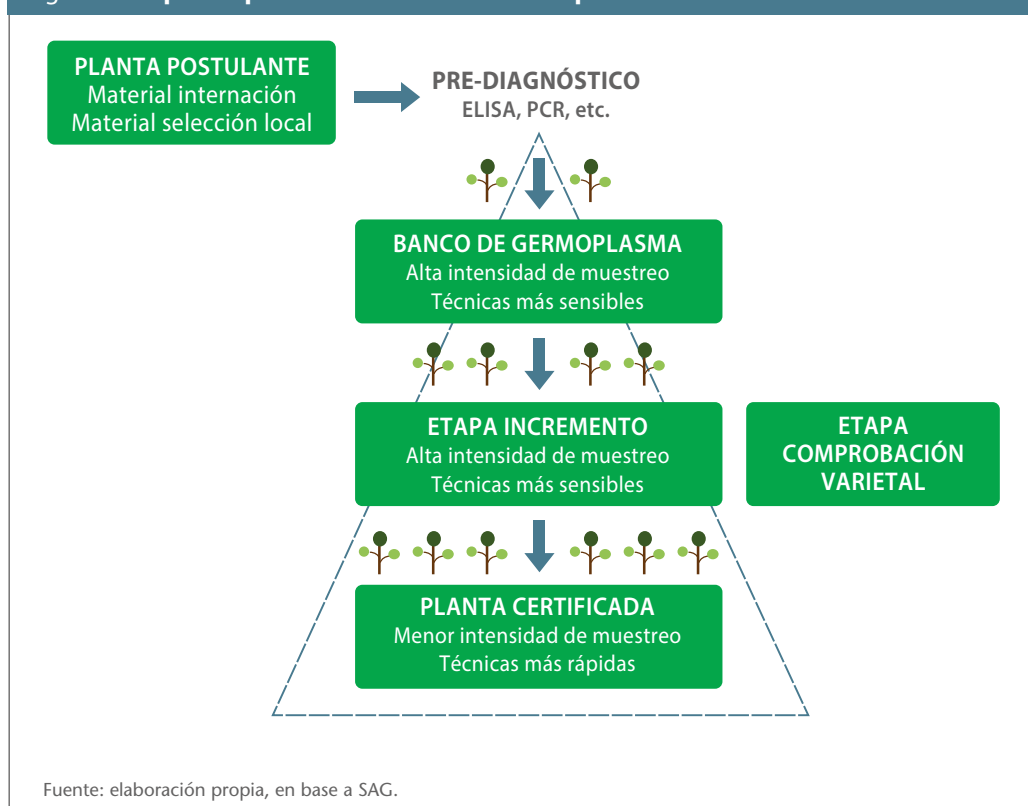 PLANTA POSTULANTE
Material internación
Material selección local
PRE-DIAGNÓSTICO
ELISA, PCR, etc.
BANCO DE GERMOPLASMA
Alta intensidad de muestreo
Técnicas más sensibles
ETAPA INCREMENTO
Alta intensidad de muestreo
Técnicas más sensibles
ETAPA
COMPROBACIÓN
VARIETAL
PLANTA CERTIFICADA
Menor intensidad de muestreo
Técnicas más rápidas
Fuente: elaboración propia, en base a SAG.